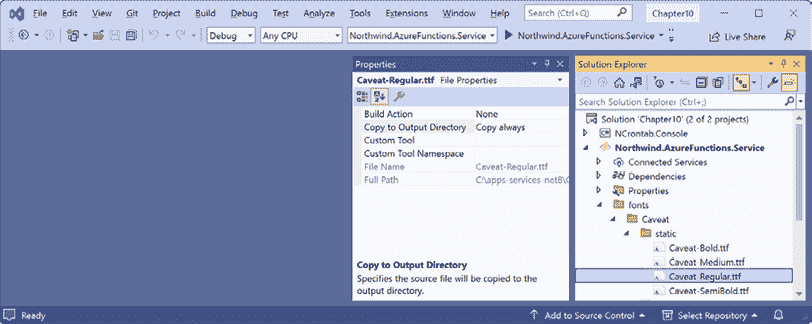 File Edit View Git Project Build Debug Test Analyze Tools Extensions Window Help Search (Ctrl+Q) Chapter10
Debug Any CPU Northwind.AzureFunctions.Service Northwind.AzureFunctions.Service Live Share
Properties
Caveat-Regular.ttf File Properties
Build Action None
Copy to Output Directory Copy always
Custom Tool
Custom Tool Namespace
File Name Caveat-Regular.ttf
Full Path C:\apps-services-net8\
Copy to Output Directory
Specifies the source file will be copied to the
output directory.
Solution Explorer
Search Solution Explorer (Ctrl+;)
Solution 'Chapter10' (2 of 2 projects)
NCrontab.Console
Northwind.AzureFunctions.Service
Connected Services
Dependencies
Properties
fonts
Caveat
static
Caveat-Bold.ttf
Caveat-Medium.ttf
Caveat-Regular.ttf
Caveat-SemiBold.ttf
Ready Add to Source Control Select Repository